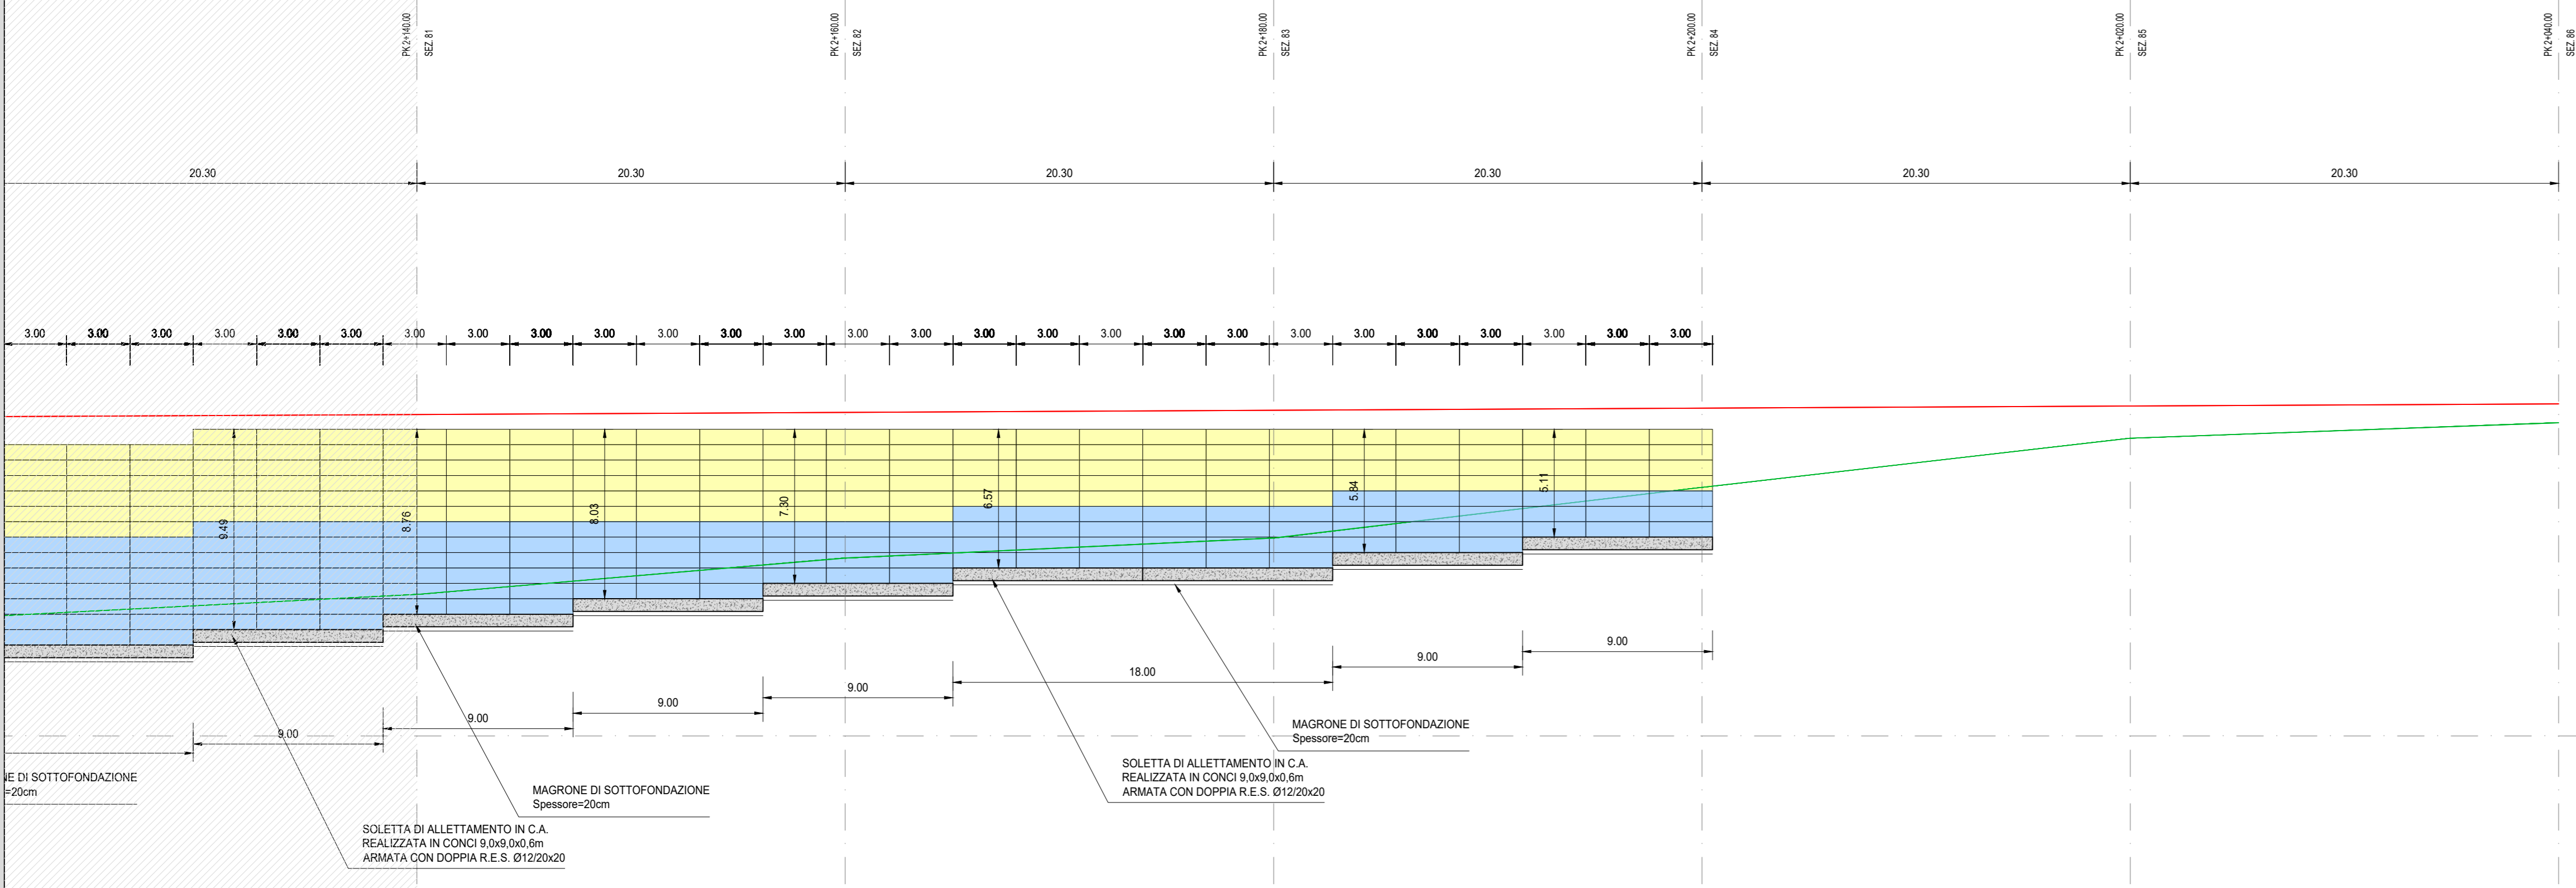 PK 2+140.00
SEZ. 81
PK 2+160.00
SEZ. 82
PK 2+180.00
SEZ. 83
PK 2+200.00
SEZ. 84
PK 2+020.00
SEZ. 85
PK 2+040.00
SEZ. 86
20.30 20.30 20.30 20.30 20.30 20.30
3.00 3.00 3.00 3.00 3.00 3.00 3.00 3.00 3.00 3.00 3.00 3.00 3.00 3.00 3.00 3.00 3.00 3.00 3.00 3.00 3.00 3.00 3.00 3.00 3.00 3.00 3.00
9.49
8.76
8.03
7.30
6.57
5.84
5.11
9.00
9.00
9.00
9.00
18.00
9.00
9.00
NE DI SOTTOFONDAZIONE
=20cm
SOLETTA DI ALLETTAMENTO IN C.A.
REALIZZATA IN CONCI 9,0x9,0x0,6m
ARMATA CON DOPPIA R.E.S. Ø12/20x20
MAGRONE DI SOTTOFONDAZIONE
Spessore=20cm
SOLETTA DI ALLETTAMENTO IN C.A.
REALIZZATA IN CONCI 9,0x9,0x0,6m
ARMATA CON DOPPIA R.E.S. Ø12/20x20
MAGRONE DI SOTTOFONDAZIONE
Spessore=20cm